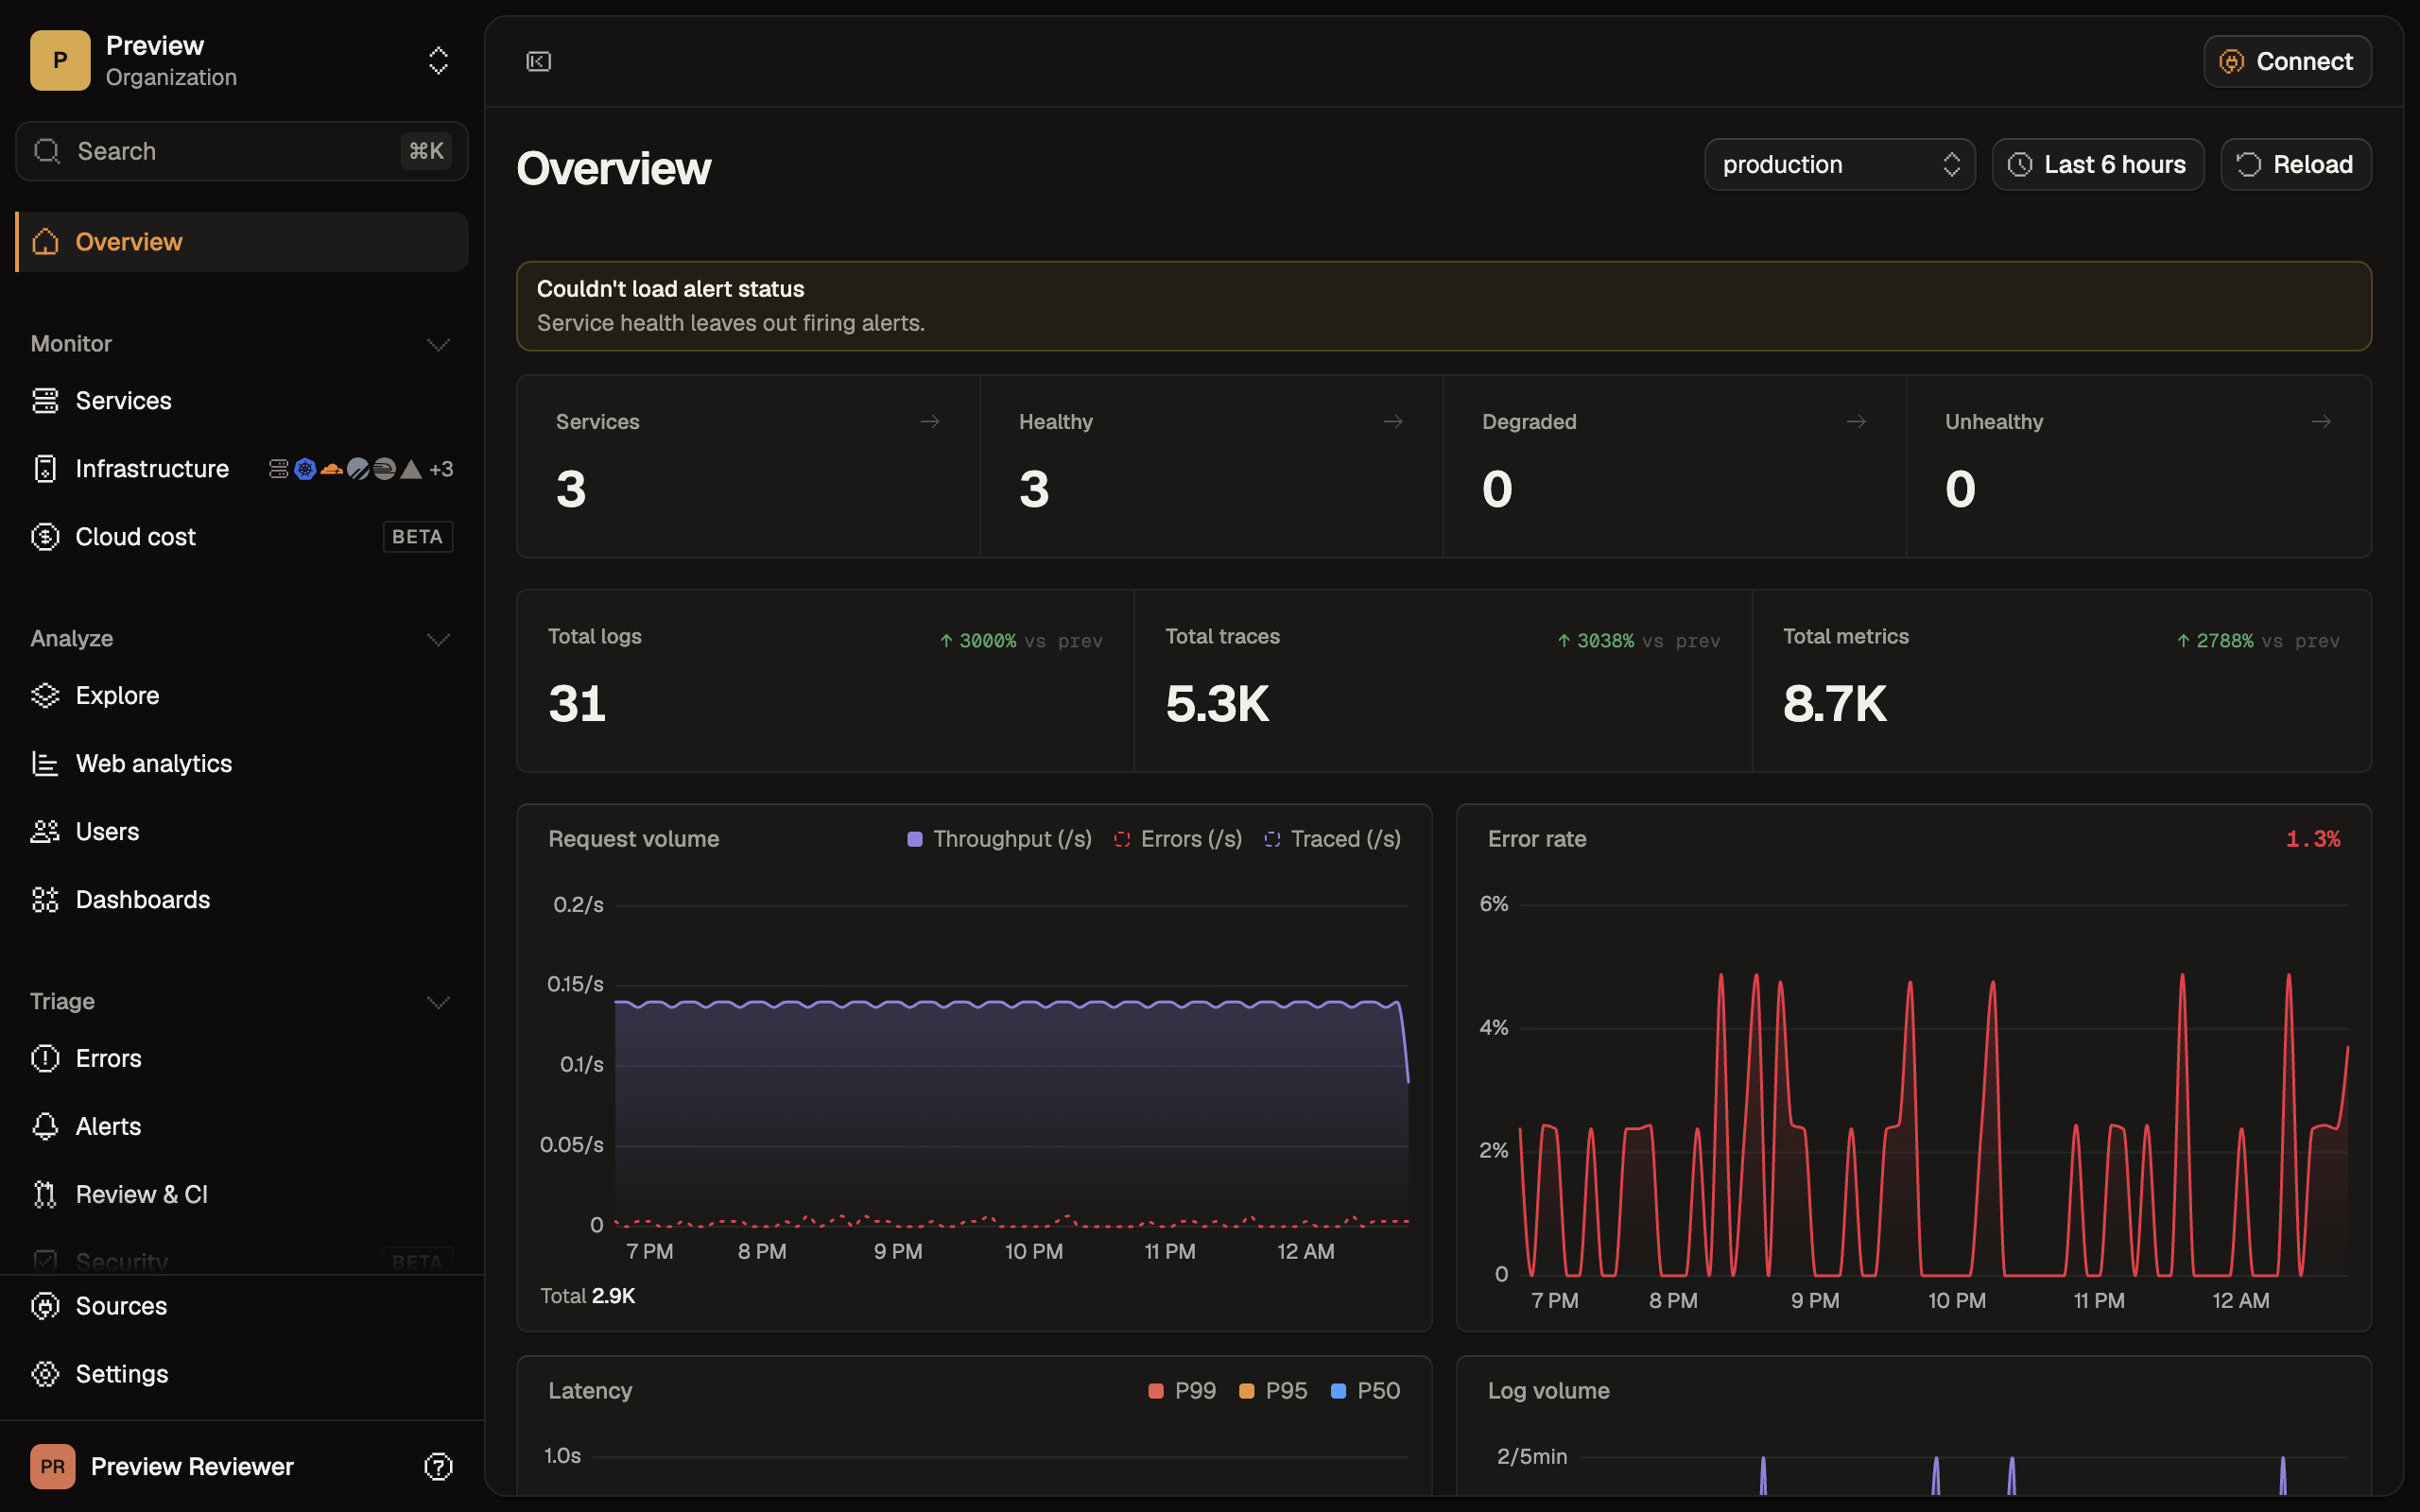 P
Preview
Organization
Search
⌘K
Overview
Monitor
Services
Infrastructure
+3
Cloud cost
BETA
Analyze
Explore
Web analytics
Users
Dashboards
Triage
Errors
Alerts
Review & CI
Security
BETA
Sources
Settings
PR
Preview Reviewer
?
Connect
Overview
production
Last 6 hours
Reload
Couldn't load alert status
Service health leaves out firing alerts.
Services →
3
Healthy →
3
Degraded →
0
Unhealthy →
0
Total logs
↑ 3000% vs prev
31
Total traces
↑ 3038% vs prev
5.3K
Total metrics
↑ 2788% vs prev
8.7K
Request volume
Throughput (/s) Errors (/s) Traced (/s)
0.2/s
0.15/s
0.1/s
0.05/s
0
7 PM 8 PM 9 PM 10 PM 11 PM 12 AM
Total 2.9K
Error rate
1.3%
6%
4%
2%
0
7 PM 8 PM 9 PM 10 PM 11 PM 12 AM
Latency
P99 P95 P50
1.0s
Log volume
2/5min